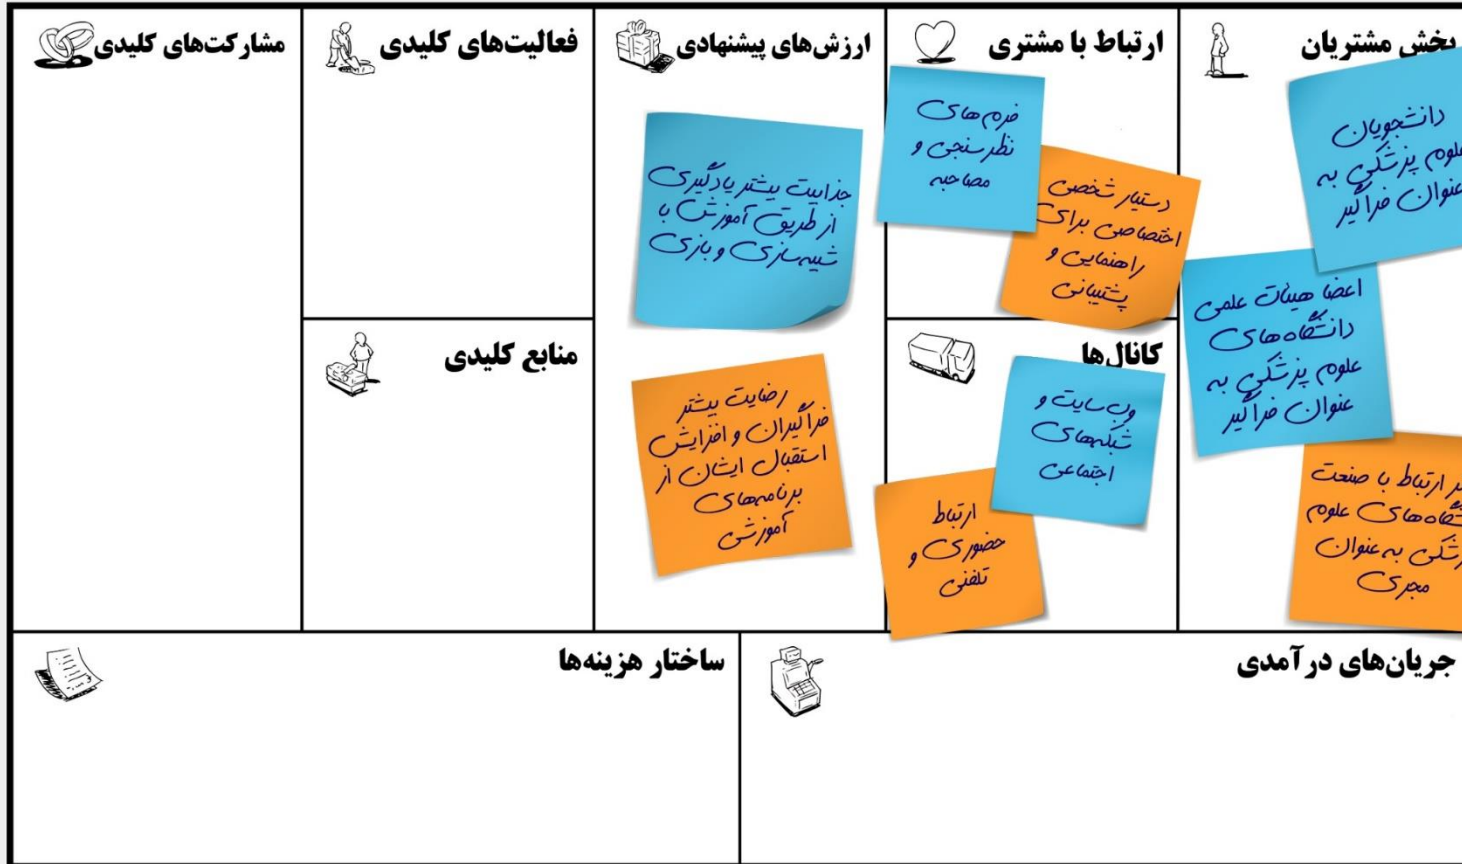 بخش مشتریان
دانشجویان
علوم پزشکی به
عنوان فراگیر
اعضا هیئات علمی
دانشگاه‌های
علوم پزشکی به
عنوان فراگیر
ارتباط با صنعت
علوم
به عنوان
مجری
ارتباط با مشتری
فرم‌های
نظرسنجی و
مصاحبه
دستیار شخصی
اختصاصی برای
راهنمایی و
پشتیبانی
کانال‌ها
وب سایت و
شبکه‌های
اجتماعی
ارتباط
حضوری و
تلفنی
ارزش‌های پیشنهادی
جذابیت بیشتر یادگیری
از طریق آموزش با
شبیه‌سازی و بازی
رضایت بیشتر
فراگیران و افزایش
استقبال ایشان از
برنامه‌های
آموزشی
فعالیت‌های کلیدی
منابع کلیدی
مشارکت‌های کلیدی
جریان‌های درآمدی
ساختار هزینه‌ها